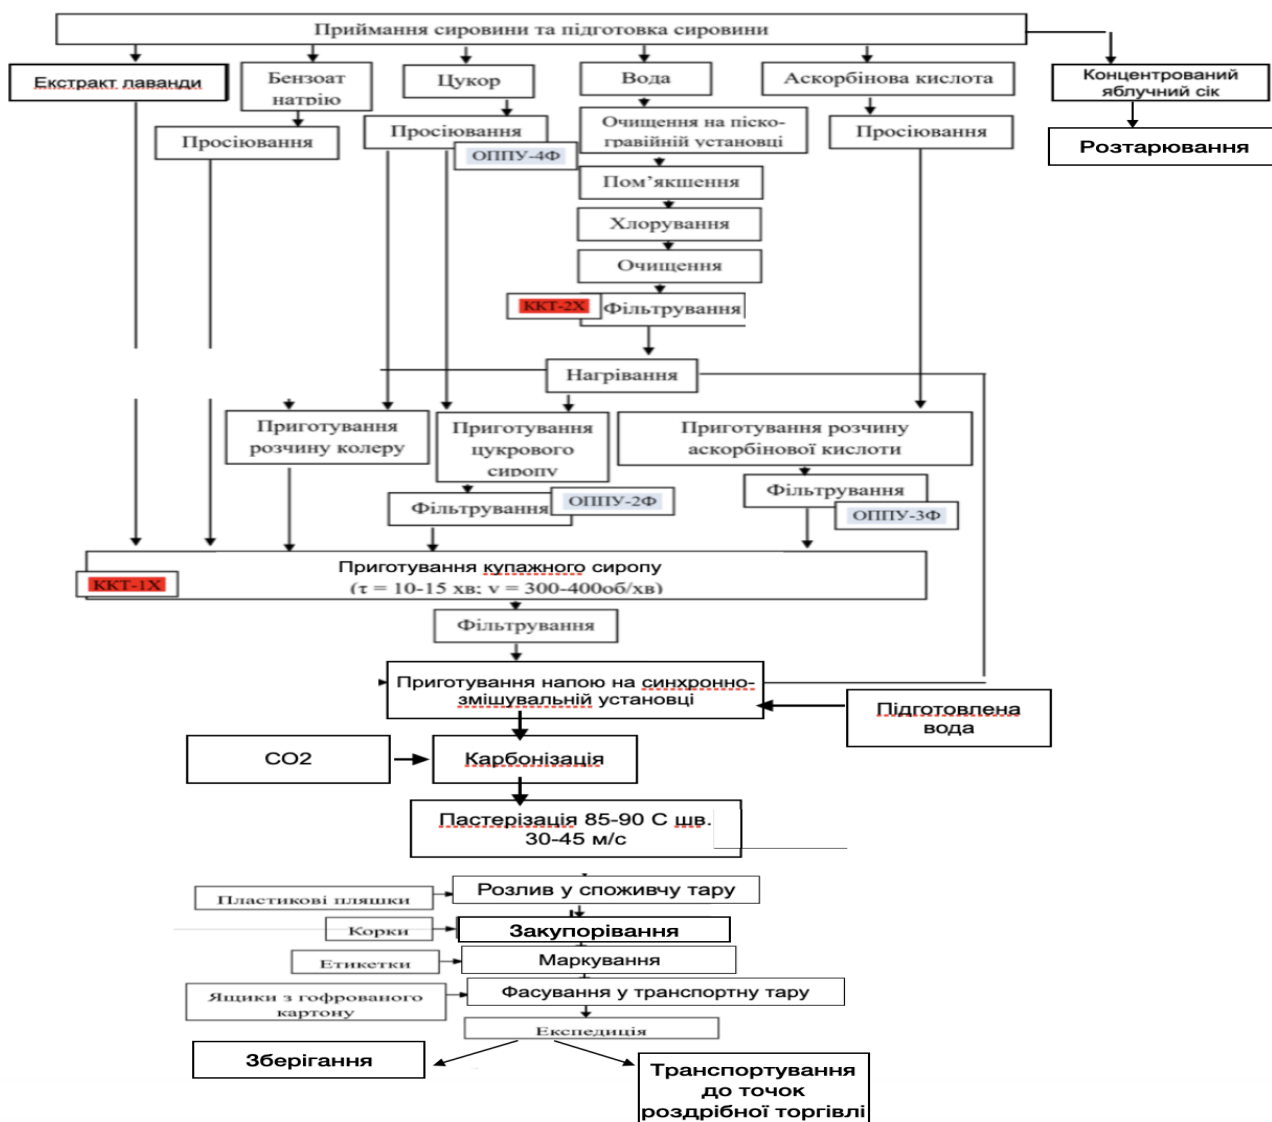 Приймання сировини та підготовка сировини
Екстракт лаванди
Бензоат
натрію
Цукор
Вода
Аскорбінова кислота
Концентрований
яблучний сік
Просіювання
Просіювання
ОППУ-4Ф
Очищення на піско-
гравійній установці
Просіювання
Розтарювання
Пом’якшення
Хлорування
Очищення
ККТ-2Х
Фільтрування
Нагрівання
Приготування
розчину колеру
Приготування
цукрового
сиропу
Приготування розчину
аскорбінової кислоти
Фільтрування
ОППУ-2Ф
Фільтрування
ОППУ-3Ф
Приготування купажного сиропу
(τ = 10-15 хв; v = 300-400об/хв)
ККТ-1Х
Фільтрування
Приготування напою на синхронно-
змішувальній установці
Підготовлена
вода
СО2
Карбонізація
Пастерізація 85-90 С шв.
30-45 м/с
Пластикові пляшки
Розлив у споживчу тару
Корки
Закупорівання
Етикетки
Маркування
Ящики з гофрованого
картону
Фасування у транспортну тару
Експедиція
Зберігання
Транспортування
до точок
роздрібної торгівлі